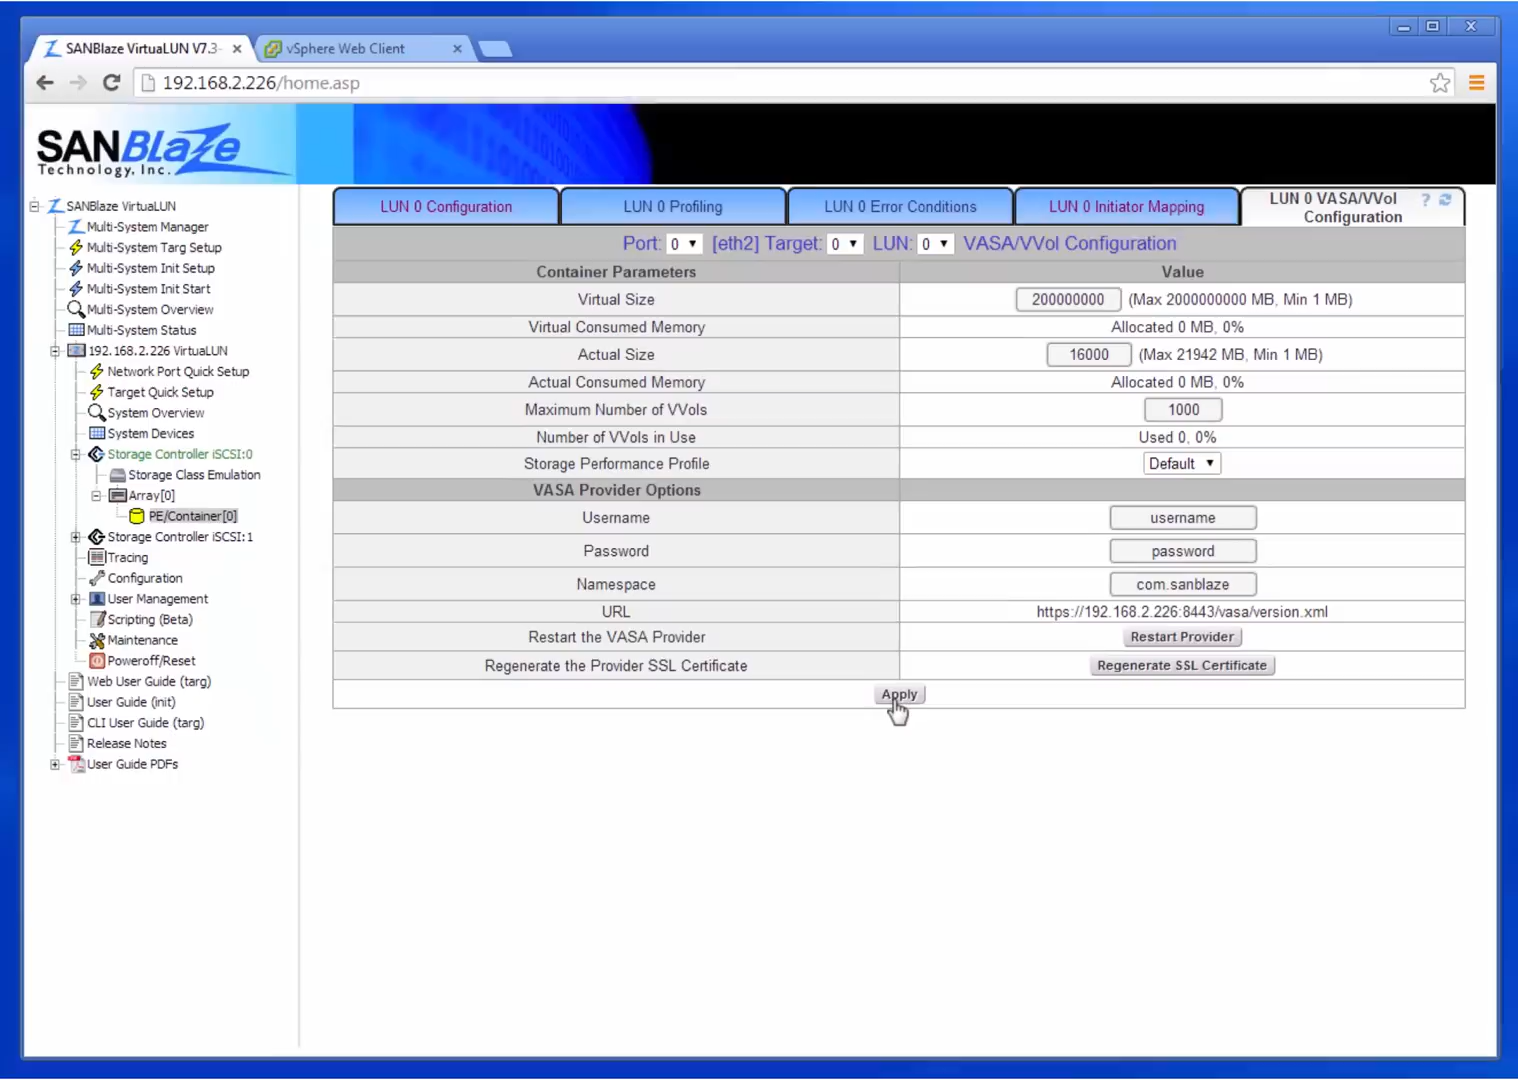 SANBlaze VirtuaLUN V7.3-
vSphere Web Client
192.168.2.226/home.asp
SANBlaze
Technology, Inc.
SANBlaze VirtuaLUN
Multi-System Manager
Multi-System Targ Setup
Multi-System Init Setup
Multi-System Init Start
Multi-System Overview
Multi-System Status
192.168.2.226 VirtuaLUN
Network Port Quick Setup
Target Quick Setup
System Overview
System Devices
Storage Controller iSCSI:0
Storage Class Emulation
Array[0]
PE/Container[0]
Storage Controller iSCSI:1
Tracing
Configuration
User Management
Scripting (Beta)
Maintenance
Poweroff/Reset
Web User Guide (targ)
User Guide (init)
CLI User Guide (targ)
Release Notes
User Guide PDFs
LUN 0 Configuration
LUN 0 Profiling
LUN 0 Error Conditions
LUN 0 Initiator Mapping
LUN 0 VASA/VVol
Configuration
?
Port: 0 [eth2] Target: 0 LUN: 0 VASA/VVol Configuration
Container Parameters Value
Virtual Size 200000000 (Max 2000000000 MB, Min 1 MB)
Virtual Consumed Memory Allocated 0 MB, 0%
Actual Size 16000 (Max 21942 MB, Min 1 MB)
Actual Consumed Memory Allocated 0 MB, 0%
Maximum Number of VVols 1000
Number of VVols in Use Used 0, 0%
Storage Performance Profile Default
VASA Provider Options
Username username
Password password
Namespace com.sanblaze
URL https://192.168.2.226:8443/vasa/version.xml
Restart the VASA Provider Restart Provider
Regenerate the Provider SSL Certificate Regenerate SSL Certificate
Apply